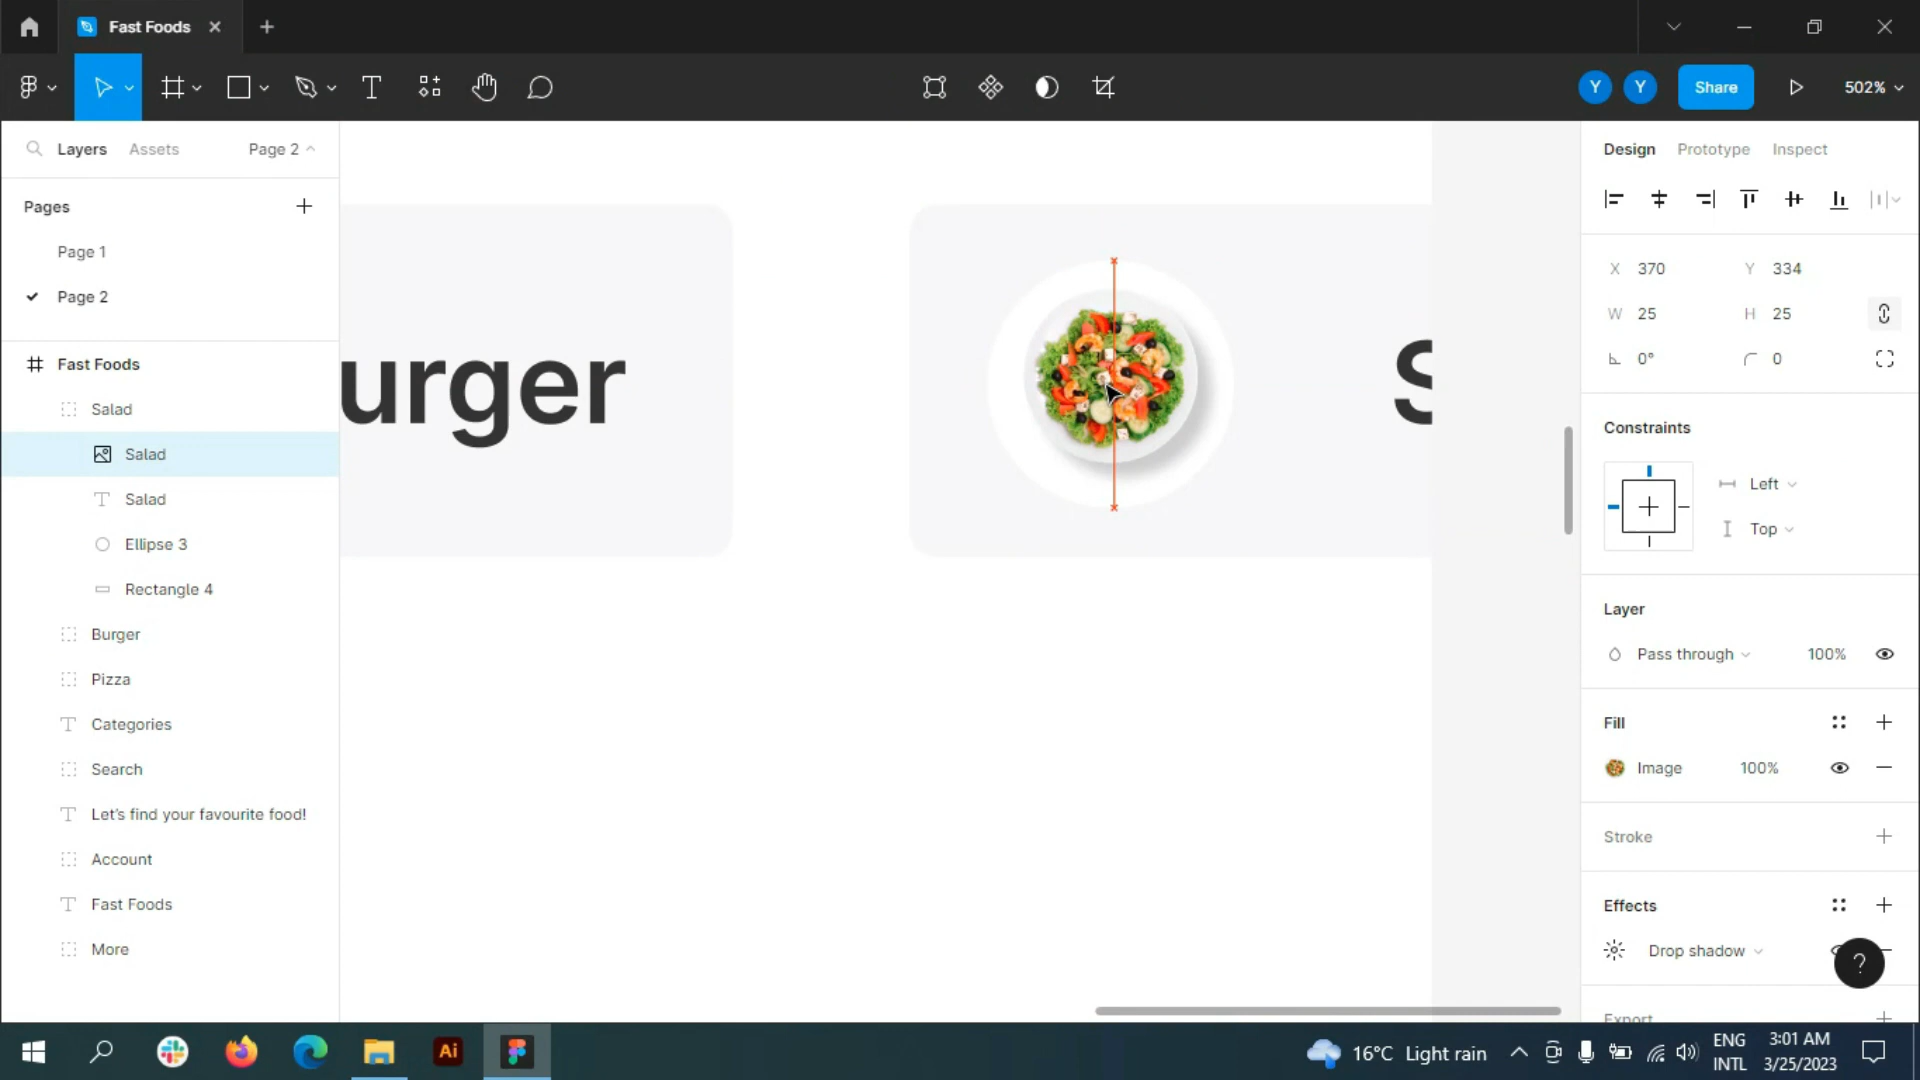 Fast Foods
Y
Y
Share
502%
Layers
Assets
Page 2
Pages
Page 1
Page 2
Fast Foods
Salad
Salad
Salad
Ellipse 3
Rectangle 4
Burger
Pizza
Categories
Search
Let's find your favourite food!
Account
Fast Foods
More
urger
S
Design
Prototype
Inspect
X 370 Y 334
W 25 H 25
0° 0
Constraints
Left
Top
Layer
Pass through 100%
Fill
Image 100%
Stroke
Effects
Drop shadow
?
Export
Ai
16°C Light rain
ENG
INTL
3:01 AM
3/25/2023